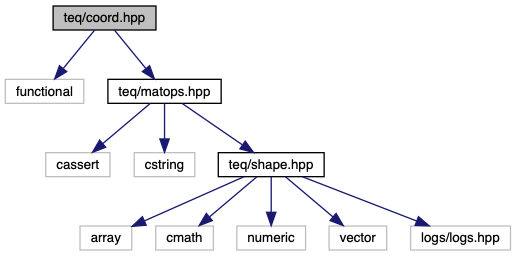 teq/coord.hpp
functional
teq/matops.hpp
cassert
cstring
teq/shape.hpp
array
cmath
numeric
vector
logs/logs.hpp